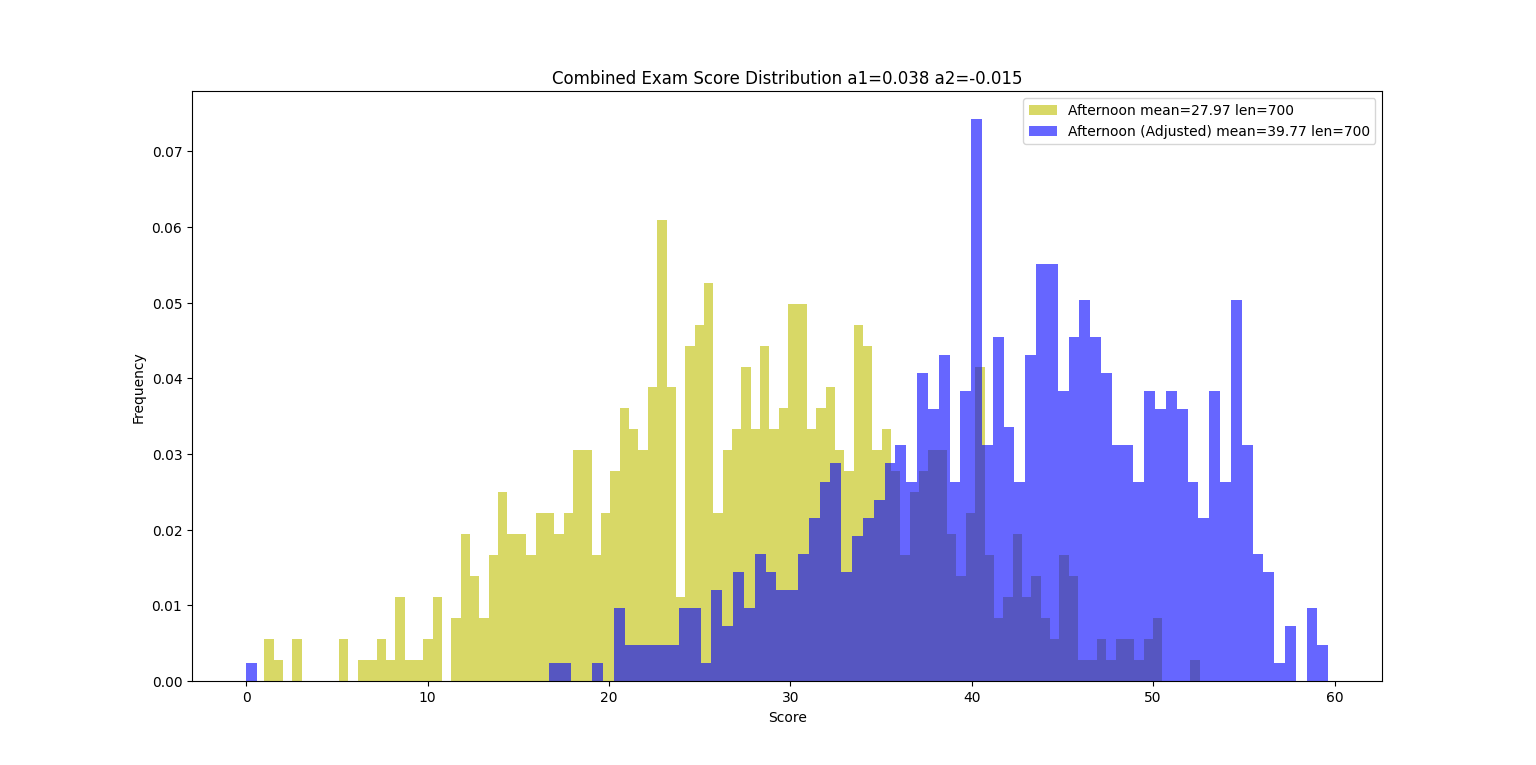 Combined Exam Score Distribution a1=0.038 a2=-0.015
Afternoon mean=27.97 len=700
Afternoon (Adjusted) mean=39.77 len=700
0.07
0.06
0.05
0.04
0.03
0.02
0.01
0.00
Frequency
0 10 20 30 40 50 60
Score